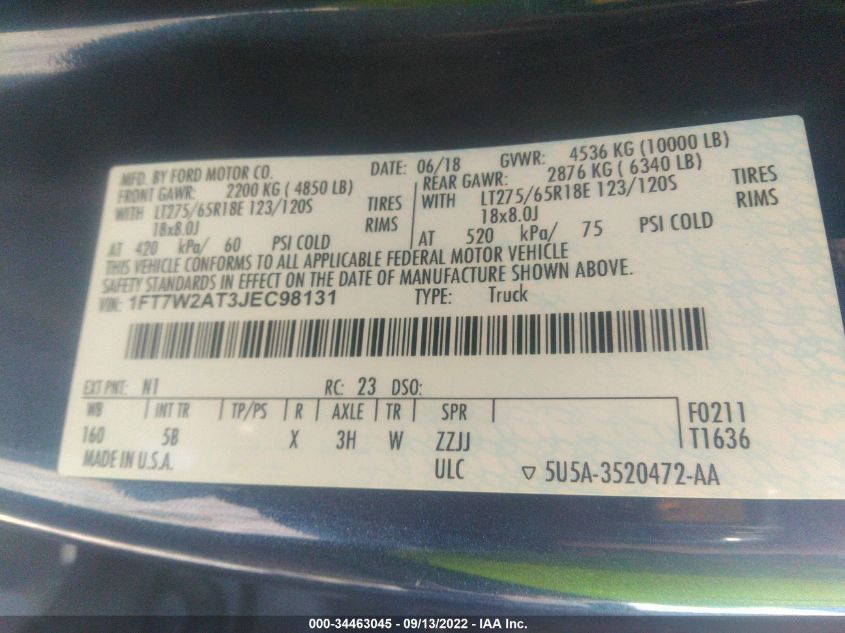 MFD. BY FORD MOTOR CO. DATE: 06/18 GVWR: 4536 KG (10000 LB)
FRONT GAWR: 2200 KG ( 4850 LB) REAR GAWR: 2876 KG ( 6340 LB)
WITH LT275/65R18E 123/120S TIRES WITH LT275/65R18E 123/120S TIRES
18x8.0J RIMS 18x8.0J RIMS
AT 420 kPa/ 60 PSI COLD AT 520 kPa/ 75 PSI COLD
THIS VEHICLE CONFORMS TO ALL APPLICABLE FEDERAL MOTOR VEHICLE
SAFETY STANDARDS IN EFFECT ON THE DATE OF MANUFACTURE SHOWN ABOVE.
VIN: 1FT7W2AT3JEC98131 TYPE: Truck
EXT PNT: N1 RC: 23 DSO:
WB INT TR TP/PS R AXLE TR SPR F0211
160 5B X 3H W ZZJJ T1636
MADE IN U.S.A. ULC ▽ 5U5A-3520472-AA
000-34463045 - 09/13/2022 - IAA Inc.